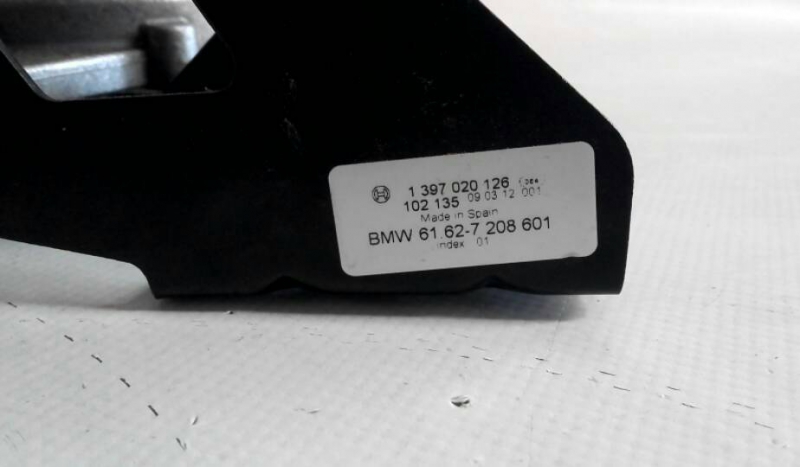 1 397 020 126
102 135 09 03 12 001
Made in Spain
BMW 61.62-7 208 601
index 01